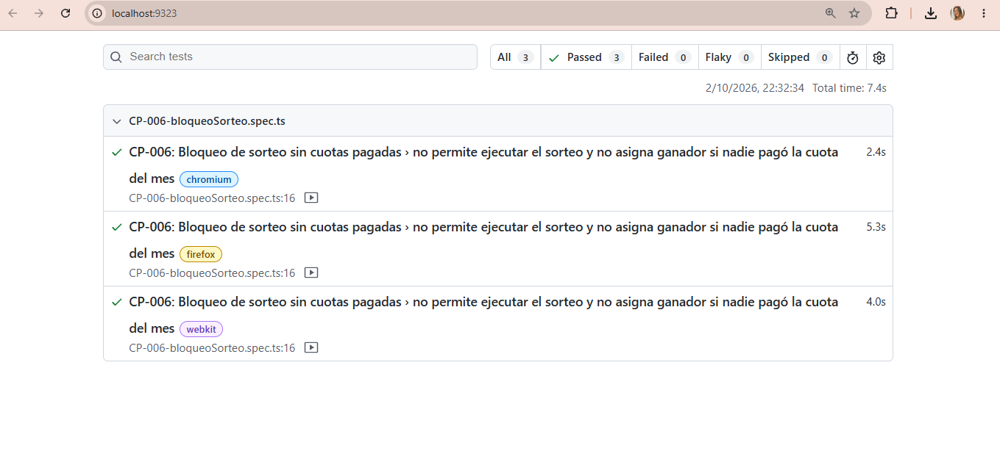 localhost:9323
Search tests
All 3 Passed 3 Failed 0 Flaky 0 Skipped 0
2/10/2026, 22:32:34 Total time: 7.4s
CP-006-bloqueoSorteo.spec.ts
CP-006: Bloqueo de sorteo sin cuotas pagadas › no permite ejecutar el sorteo y no asigna ganador si nadie pagó la cuota 2.4s
del mes chromium
CP-006-bloqueoSorteo.spec.ts:16
CP-006: Bloqueo de sorteo sin cuotas pagadas › no permite ejecutar el sorteo y no asigna ganador si nadie pagó la cuota 5.3s
del mes firefox
CP-006-bloqueoSorteo.spec.ts:16
CP-006: Bloqueo de sorteo sin cuotas pagadas › no permite ejecutar el sorteo y no asigna ganador si nadie pagó la cuota 4.0s
del mes webkit
CP-006-bloqueoSorteo.spec.ts:16